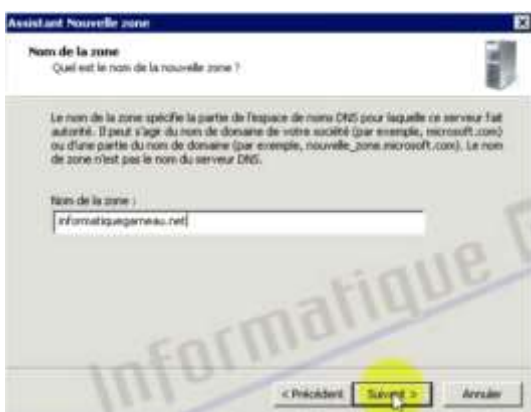 Assistant Nouvelle zone
Nom de la zone
Quel est le nom de la nouvelle zone ?
Le nom de la zone spécifie la partie de l'espace de noms DNS pour laquelle ce serveur fait
autorité. Il peut s'agir du nom de domaine de votre société (par exemple, microsoft.com)
ou d'une partie du nom de domaine (par exemple, nouvelle_zone.microsoft.com). Le nom
de zone n'est pas le nom du serveur DNS.
Nom de la zone :
informatiquegarneau.net
Informatique
< Précédent Suivant > Annuler